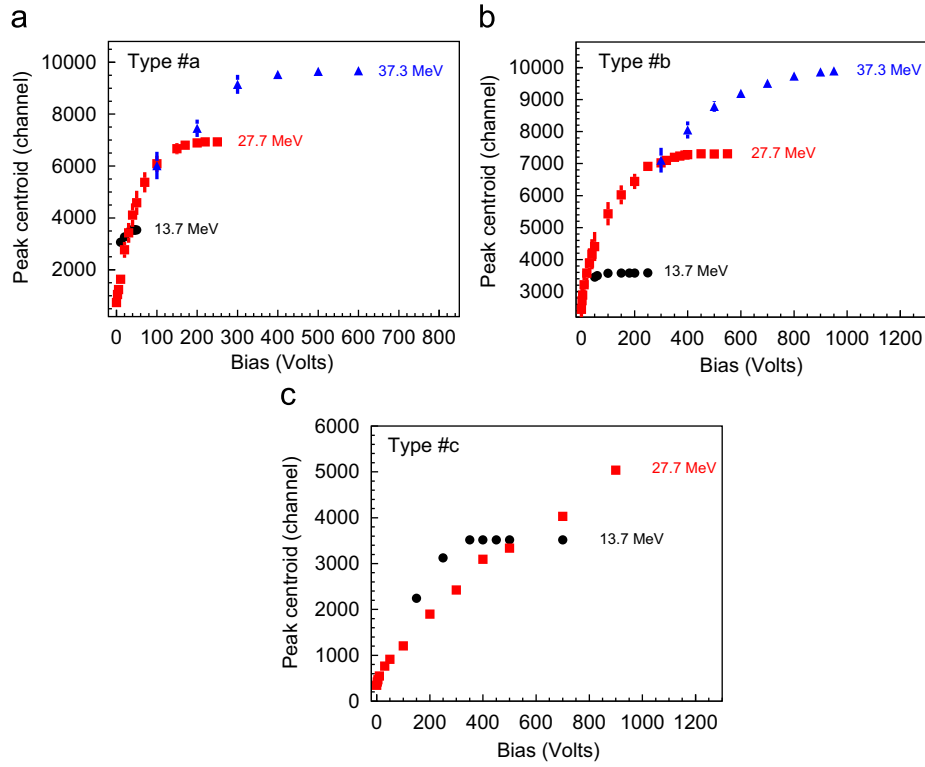 a
Type #a
Peak centroid (channel)
10000
8000
6000
4000
2000
37.3 MeV
27.7 MeV
13.7 MeV
0 100 200 300 400 500 600 700 800
Bias (Volts)
b
Type #b
Peak centroid (channel)
10000
9000
8000
7000
6000
5000
4000
3000
37.3 MeV
27.7 MeV
13.7 MeV
0 200 400 600 800 1000 1200
Bias (Volts)
c
Type #c
Peak centroid (channel)
6000
5000
4000
3000
2000
1000
0
27.7 MeV
13.7 MeV
0 200 400 600 800 1000 1200
Bias (Volts)